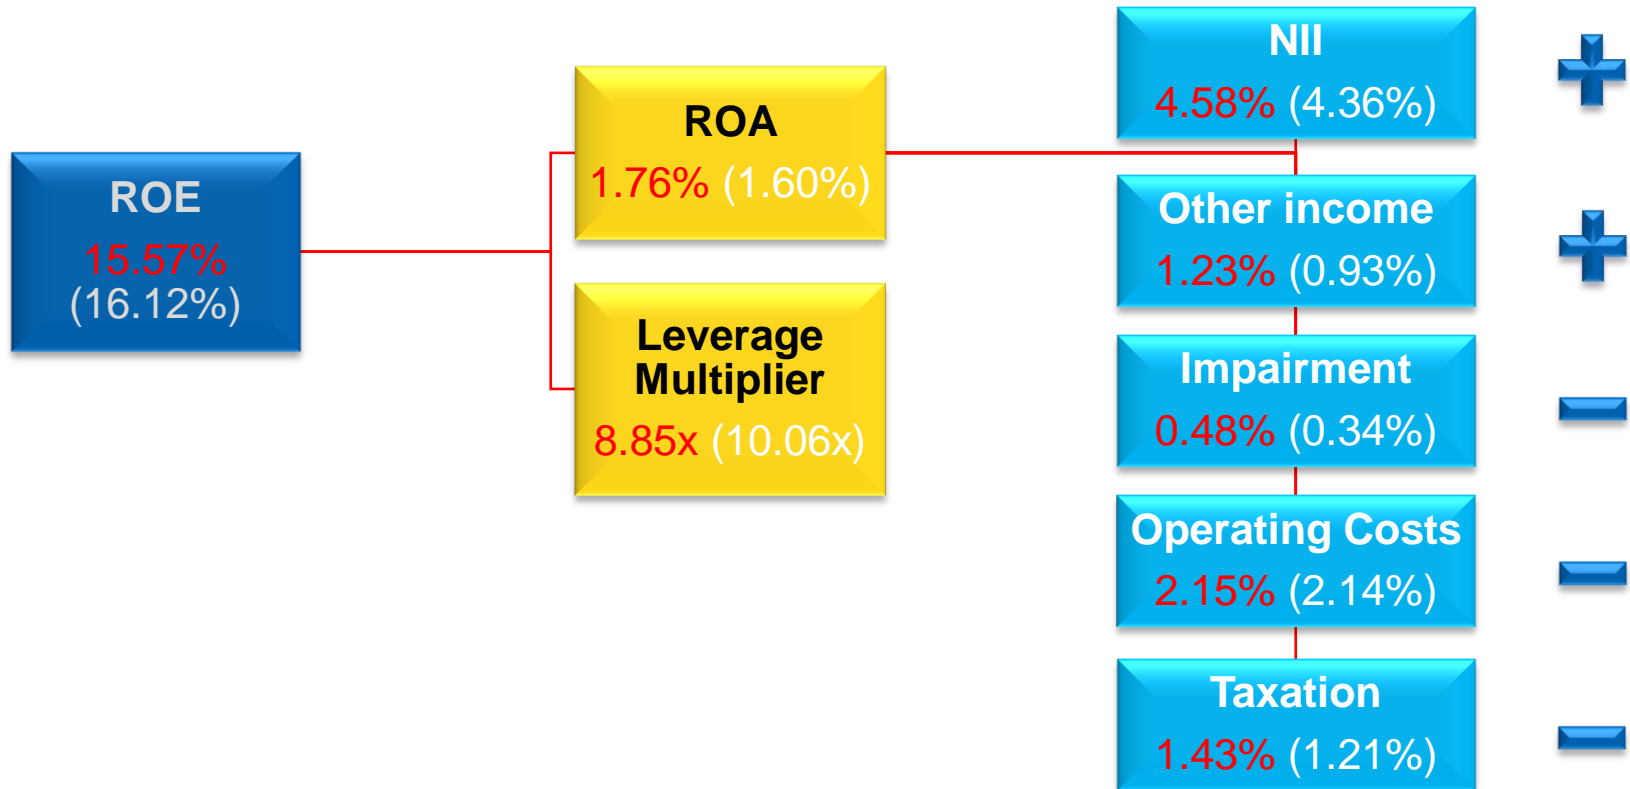 ROE
15.57%
(16.12%)
ROA
1.76% (1.60%)
Leverage
Multiplier
8.85x (10.06x)
NII
4.58% (4.36%)
Other income
1.23% (0.93%)
Impairment
0.48% (0.34%)
Operating Costs
2.15% (2.14%)
Taxation
1.43% (1.21%)